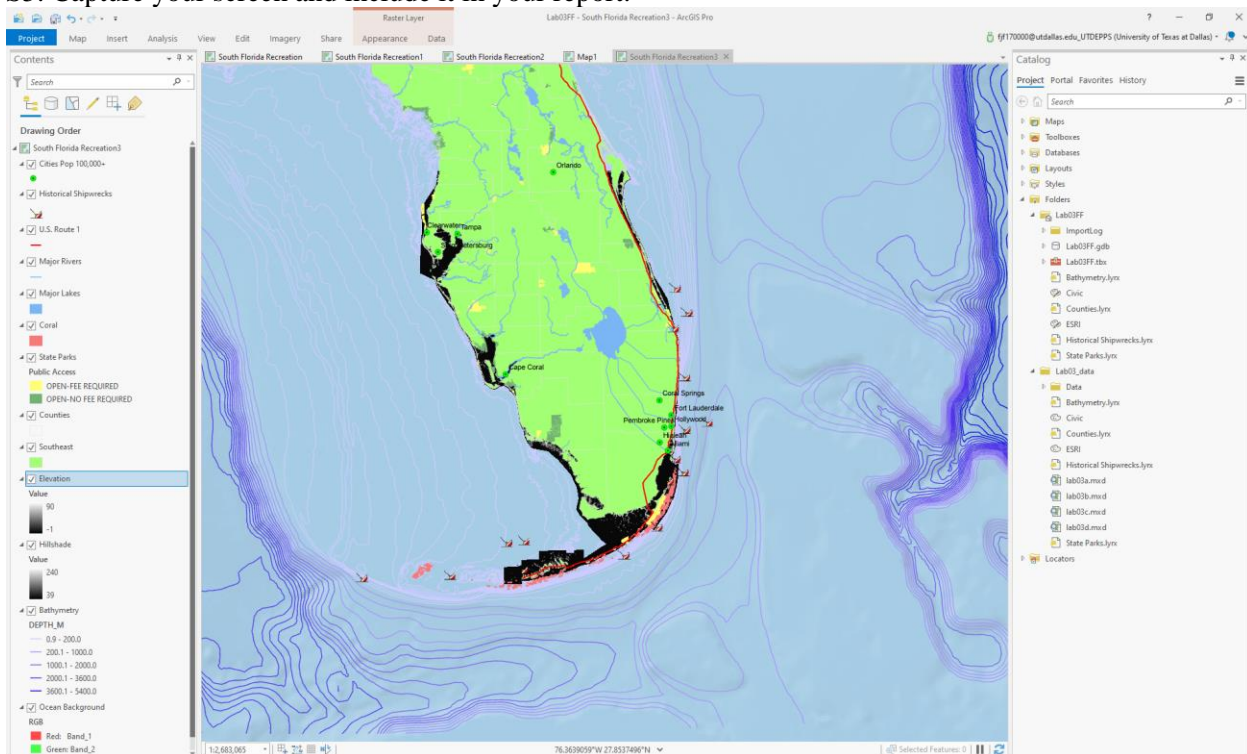 S5. Capture your screen and include it in your report.
Raster Layer
Lab03FF - South Florida Recreation3 - ArcGIS Pro
Project Map Insert Analysis View Edit Imagery Share Appearance Data
fjf170000@utdallas.edu_UTDEPPS (University of Texas at Dallas)
Contents
South Florida Recreation
South Florida Recreation1
South Florida Recreation2
Map1
South Florida Recreation3
Search
Drawing Order
South Florida Recreation3
Cities Pop 100,000+
Historical Shipwrecks
U.S. Route 1
Major Rivers
Major Lakes
Coral
State Parks
Public Access
OPEN-FEE REQUIRED
OPEN-NO FEE REQUIRED
Counties
Southeast
Elevation
Value
90
-1
Hillshade
Value
240
39
Bathymetry
DEPTH_M
0.9 - 200.0
200.1 - 1000.0
1000.1 - 2000.0
2000.1 - 3600.0
3600.1 - 5400.0
Ocean Background
RGB
Red: Band_1
Green: Band_2
Orlando
Clearwater
Tampa
Cape Coral
Coral Springs
Fort Lauderdale
Pembroke Pines
Hollywood
1:2,683,065
76.3639059°W 27.8537496°N
Selected Features: 0
Catalog
Project Portal Favorites History
Search
Maps
Toolboxes
Databases
Layouts
Styles
Folders
Lab03FF
ImportLog
Lab03FF.gdb
Lab03FF.tbx
Bathymetry.lyrx
Civic
Counties.lyrx
ESRI
Historical Shipwrecks.lyrx
State Parks.lyrx
Lab03_data
Data
Bathymetry.lyrx
Civic
Counties.lyrx
ESRI
Historical Shipwrecks.lyrx
lab03a.mxd
lab03b.mxd
lab03c.mxd
lab03d.mxd
State Parks.lyrx
Locators